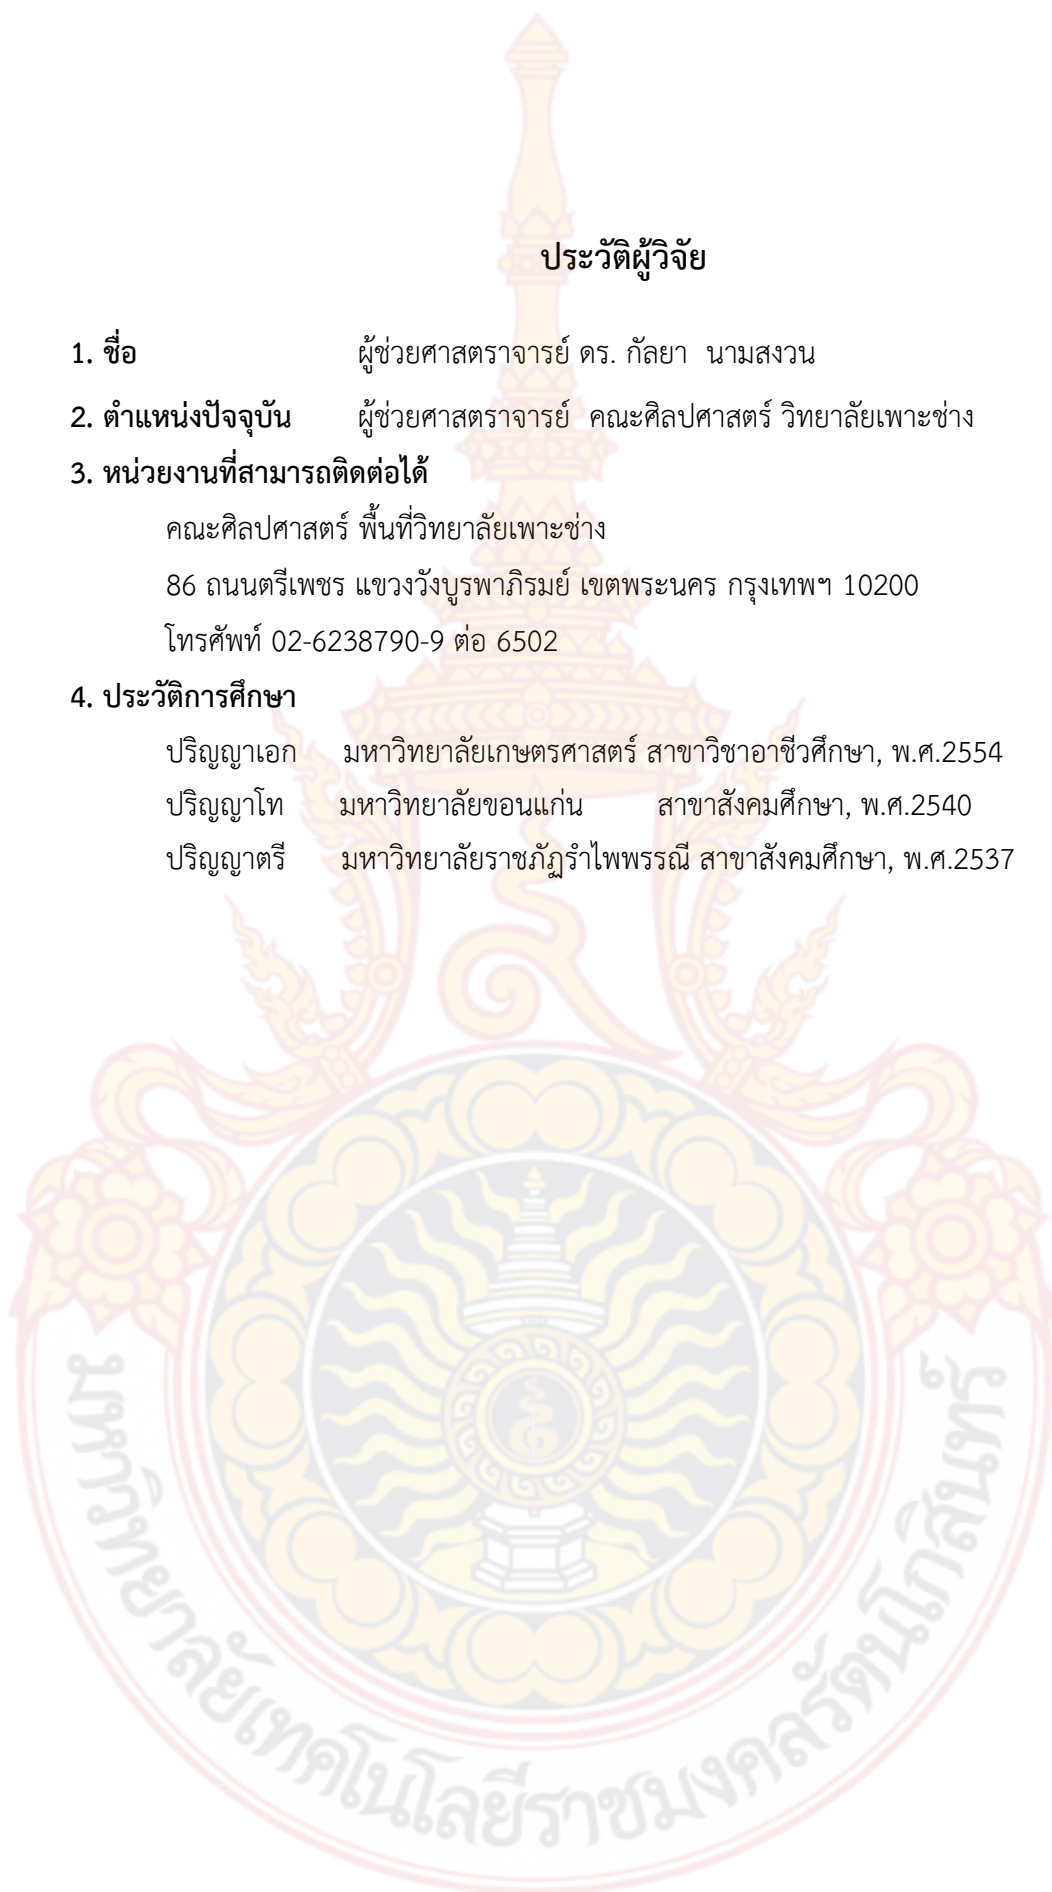 ประวัติผู้วิจัย
1. ชื่อ ผู้ช่วยศาสตราจารย์ ดร. กัลยา นามสงวน
2. ตำแหน่งปัจจุบัน ผู้ช่วยศาสตราจารย์ คณะศิลปศาสตร์ วิทยาลัยเพาะช่าง
3. หน่วยงานที่สามารถติดต่อได้
คณะศิลปศาสตร์ พื้นที่วิทยาลัยเพาะช่าง
86 ถนนตรีเพชร แขวงวังบูรพาภิรมย์ เขตพระนคร กรุงเทพฯ 10200
โทรศัพท์ 02-6238790-9 ต่อ 6502
4. ประวัติการศึกษา
ปริญญาเอก มหาวิทยาลัยเกษตรศาสตร์ สาขาวิชาอาชีวศึกษา, พ.ศ.2554
ปริญญาโท มหาวิทยาลัยขอนแก่น สาขาสังคมศึกษา, พ.ศ.2540
ปริญญาตรี มหาวิทยาลัยราชภัฏรำไพพรรณี สาขาสังคมศึกษา, พ.ศ.2537
มหาวิทยาลัยเทคโนโลยีราชมงคลรัตนโกสินทร์